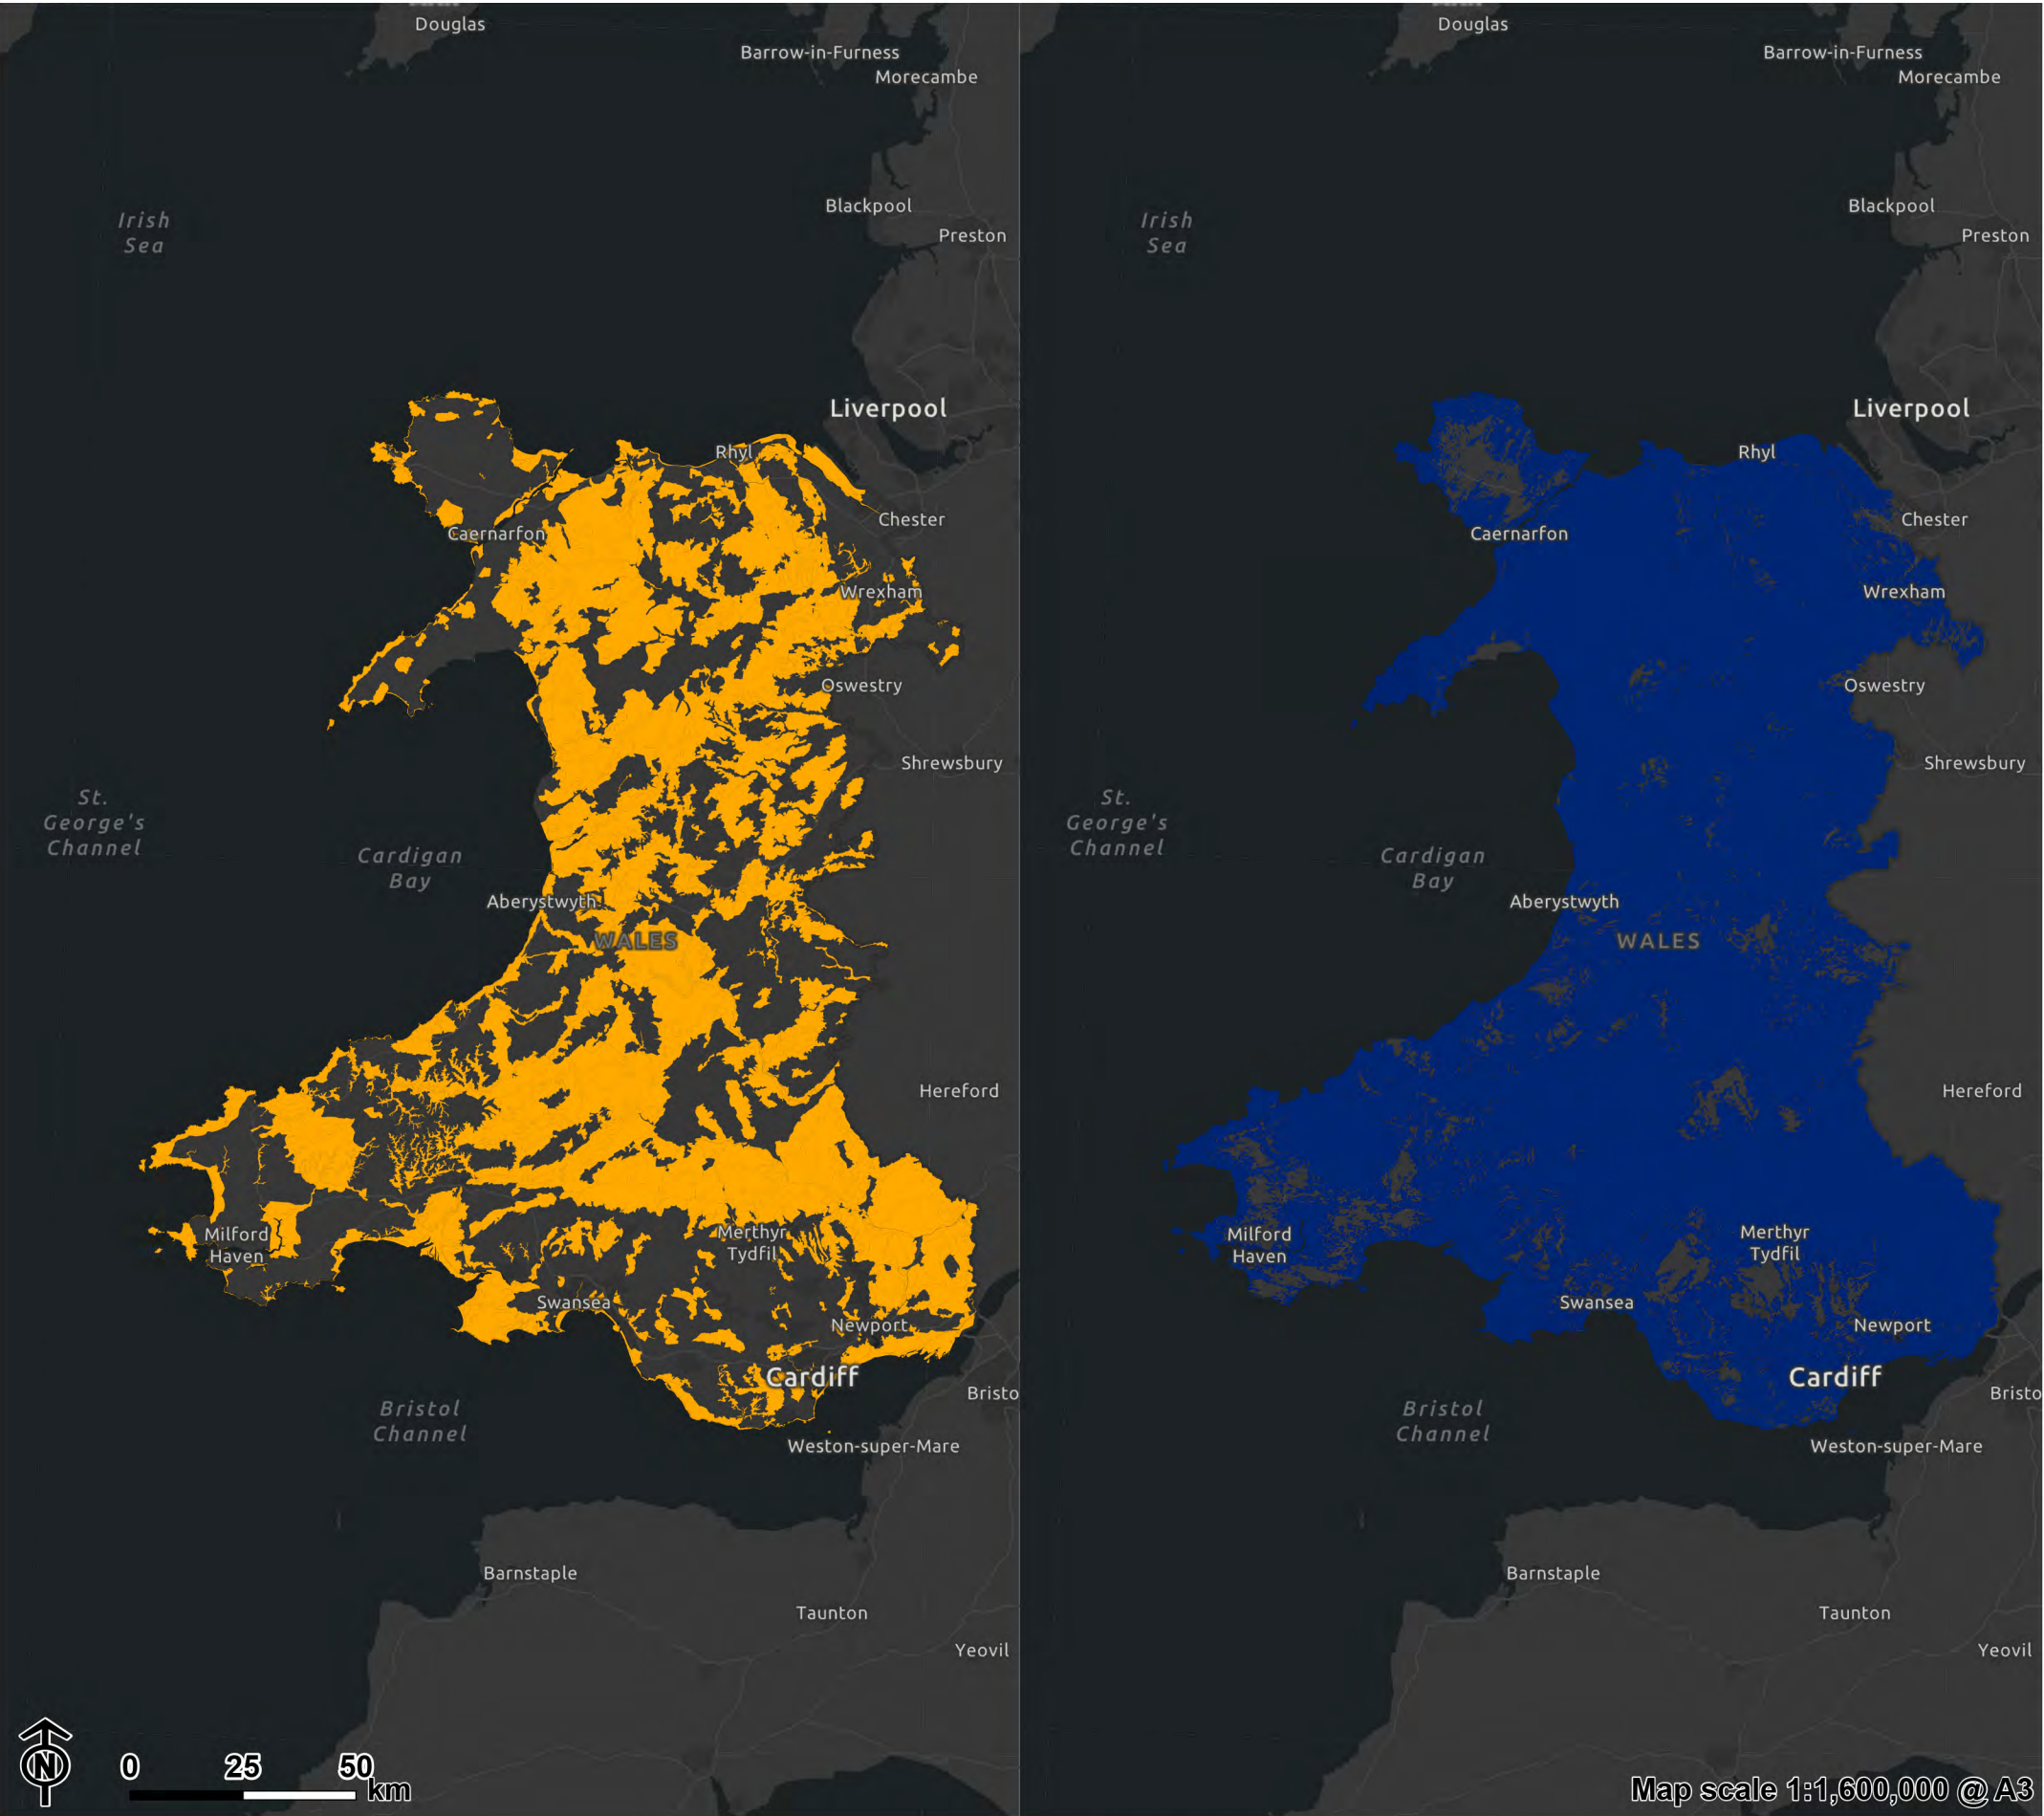 Douglas
Barrow-in-Furness
Morecambe
Blackpool
Preston
Irish
Sea
Liverpool
Rhyl
Chester
Caernarfon
Wrexham
Oswestry
Shrewsbury
St.
George's
Channel
Cardigan
Bay
Aberystwyth
WALES
Hereford
Milford
Haven
Merthyr
Tydfil
Swansea
Newport
Cardiff
Bristo
Bristol
Channel
Weston-super-Mare
Barnstaple
Taunton
Yeovil
N
0 25 50
km
Douglas
Barrow-in-Furness
Morecambe
Blackpool
Preston
Irish
Sea
Liverpool
Rhyl
Chester
Caernarfon
Wrexham
Oswestry
Shrewsbury
St.
George's
Channel
Cardigan
Bay
Aberystwyth
WALES
Hereford
Milford
Haven
Merthyr
Tydfil
Swansea
Newport
Cardiff
Bristo
Bristol
Channel
Weston-super-Mare
Barnstaple
Taunton
Yeovil
Map scale 1:1,600,000 @ A3